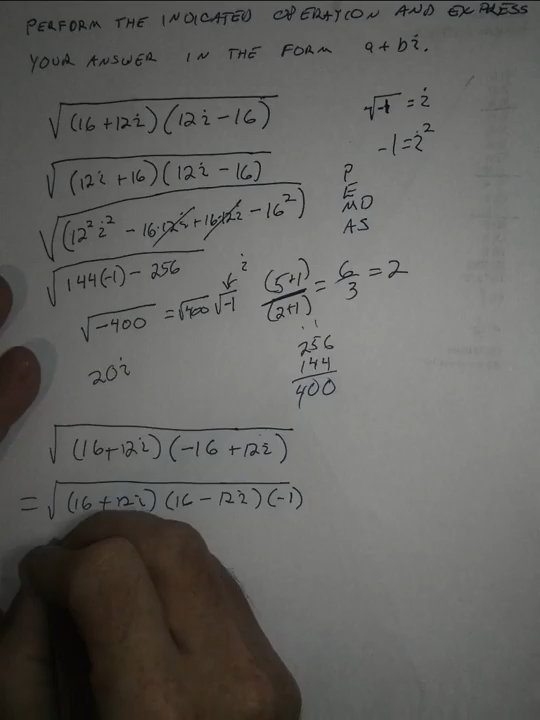 PERFORM THE INDICATED OPERATION AND EXPRESS
YOUR ANSWER IN THE FORM a+bi.
√(16+12i)(12i-16)
√-1 = i
-1 = i²
√(12i+16)(12i-16)
P
E
MD
AS
√(12²i² - 16·12i + 16·12i - 16²)
√144(-1) - 256
√-400 = √400 √-1
i
(5+1)/(2+1) = 6/3 = 2
20i
256
144
400
√(16+12i)(-16+12i)
= √(16+12i)(16-12i)(-1)